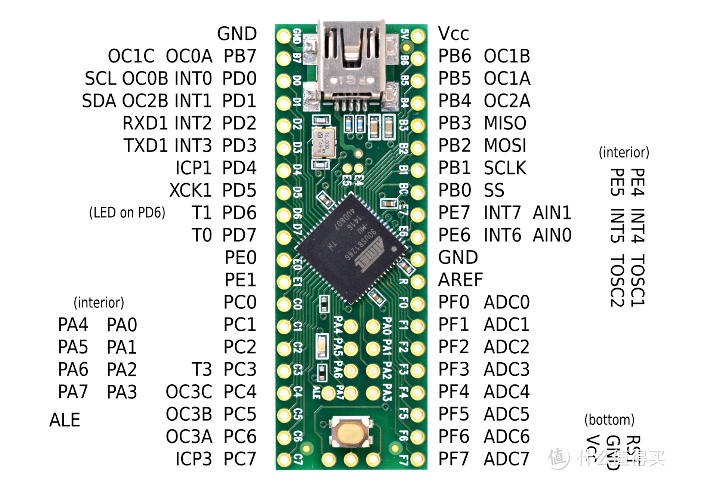 GND Vcc
OC1C OC0A PB7 PB6 OC1B
SCL OC0B INT0 PD0 PB5 OC1A
SDA OC2B INT1 PD1 PB4 OC2A
RXD1 INT2 PD2 PB3 MISO
TXD1 INT3 PD3 PB2 MOSI
ICP1 PD4 PB1 SCLK
XCK1 PD5 PB0 SS
(LED on PD6) T1 PD6 PE7 INT7 AIN1
T0 PD7 PE6 INT6 AIN0
PE0 GND
PE1 AREF
PC0 PF0 ADC0
PC1 PF1 ADC1
PC2 PF2 ADC2
T3 PC3 PF3 ADC3
OC3C PC4 PF4 ADC4
OC3B PC5 PF5 ADC5
OC3A PC6 PF6 ADC6
ICP3 PC7 PF7 ADC7
(interior)
PA4 PA0
PA5 PA1
PA6 PA2
PA7 PA3
ALE
(interior)
PE4 INT4 TOSC1
PE5 INT5 TOSC2
(bottom)
RST
GND
Vcc
GND
B7
D0
D1
D2
D3
D4
D5
D6
D7
E0
E1
C0
C1
C2
C3
C4
C5
C6
C7
5V
B6
B5
B4
B3
B2
B1
B0
E7
E6
R
F0
F1
F2
F3
F4
F5
F6
F7
E5 E4
ATMEL
90USB1286
-MU 1416
PA4 PA0
PA5 PA1
PA6 PA2
ALE PA7 PA3
值 什么值得买